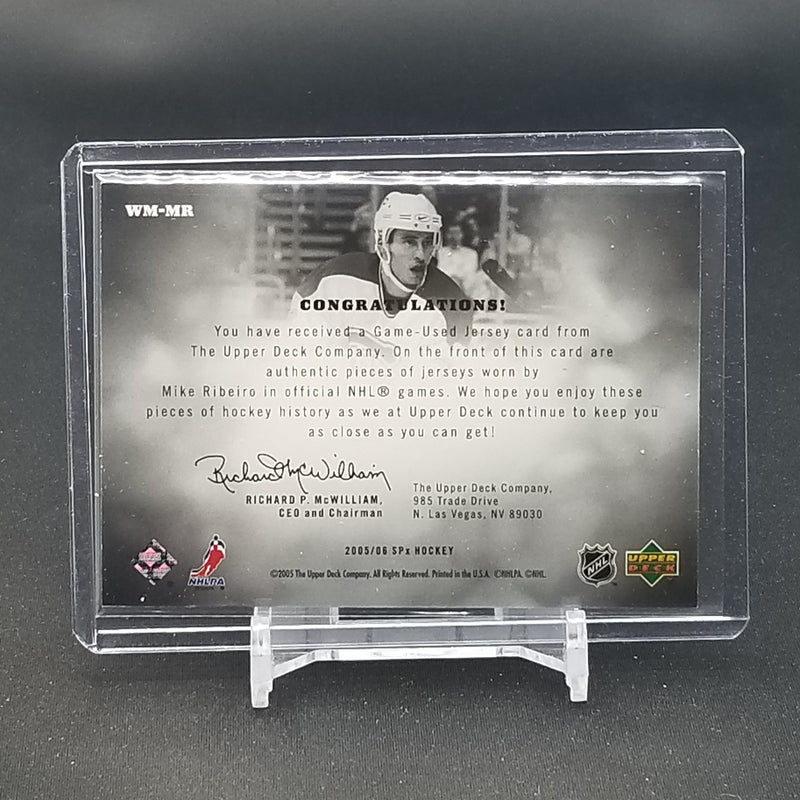 WM-MR
CONGRATULATIONS!
You have received a Game-Used Jersey card from
The Upper Deck Company. On the front of this card are
authentic pieces of jerseys worn by
Mike Ribeiro in official NHL® games. We hope you enjoy these
pieces of hockey history as we at Upper Deck continue to keep you
as close as you can get!
Richard McWilliam
RICHARD P. McWILLIAM,
CEO and Chairman
The Upper Deck Company,
985 Trade Drive
N. Las Vegas, NV 89030
2005/06 SPx HOCKEY
NHLPA
NHL
UPPER
DECK
©2005 The Upper Deck Company. All Rights Reserved. Printed in the U.S.A. ©NHLPA. ©NHL.